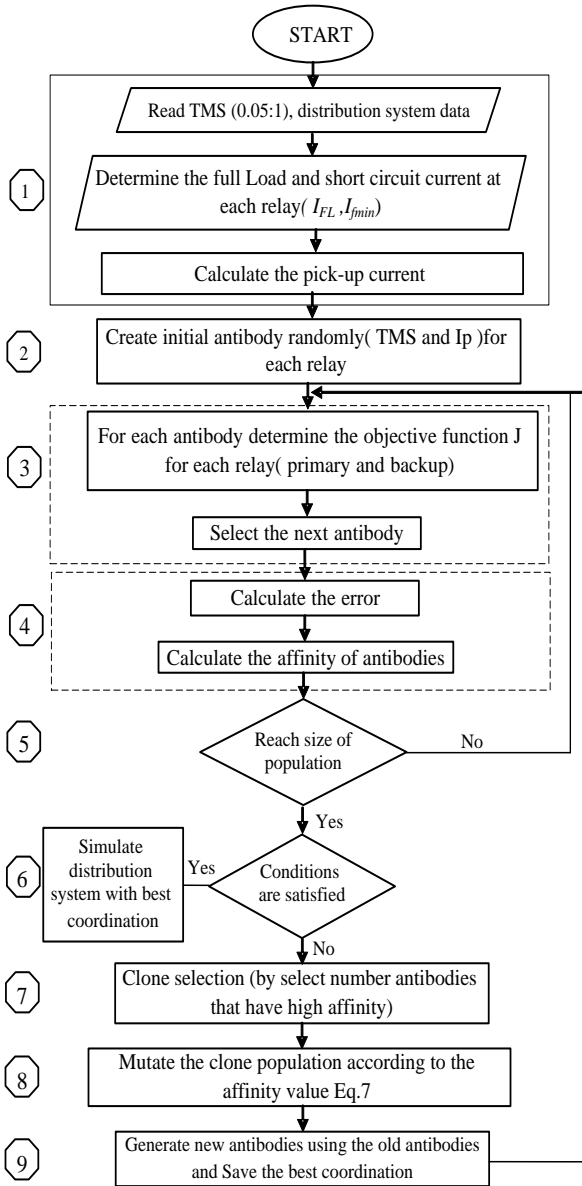 START
Read TMS (0.05:1), distribution system data
1
Determine the full Load and short circuit current at
each relay( I_FL ,I_fmin)
Calculate the pick-up current
2
Create initial antibody randomly( TMS and Ip )for
each relay
3
For each antibody determine the objective function J
for each relay( primary and backup)
Select the next antibody
4
Calculate the error
Calculate the affinity of antibodies
5
Reach size of
population
No
Yes
6
Simulate
distribution
system with best
coordination
Yes
Conditions
are satisfied
No
7
Clone selection (by select number antibodies
that have high affinity)
8
Mutate the clone population according to the
affinity value Eq.7
9
Generate new antibodies using the old antibodies
and Save the best coordination